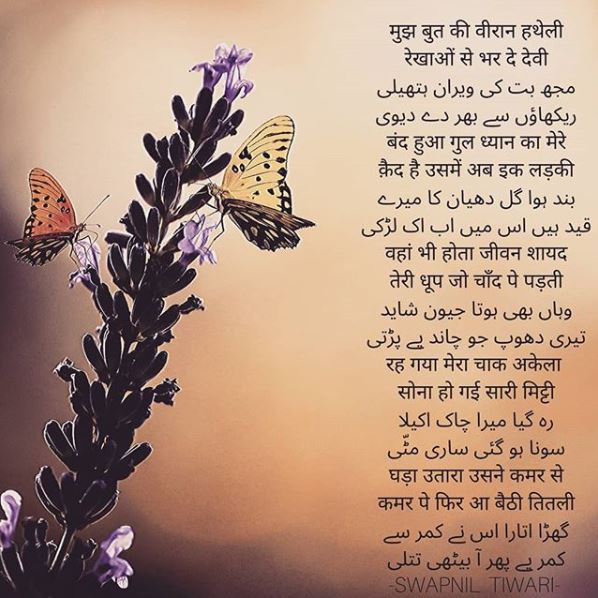 मुझ बुत की वीरान हथेली
रेखाओं से भर दे देवी
مجھ بت کی ویران ہتھیلی
ریکھاؤں سے بھر دے دیوی
बंद हुआ गुल ध्यान का मेरे
क़ैद है उसमें अब इक लड़की
بند ہوا گل دھیان کا میرے
قید ہیں اس میں اب اک لڑکی
वहां भी होता जीवन शायद
तेरी धूप जो चाँद पे पड़ती
وہاں بھی ہوتا جیون شاید
تیری دھوپ جو چاند پے پڑتی
रह गया मेरा चाक अकेला
सोना हो गई सारी मिट्टी
رہ گیا میرا چاک اکیلا
سونا ہو گئی ساری مٹّی
घड़ा उतारा उसने कमर से
कमर पे फिर आ बैठी तितली
گھڑا اتارا اس نے کمر سے
کمر پے پھر آ بیٹھی تتلی
-SWAPNIL TIWARI-